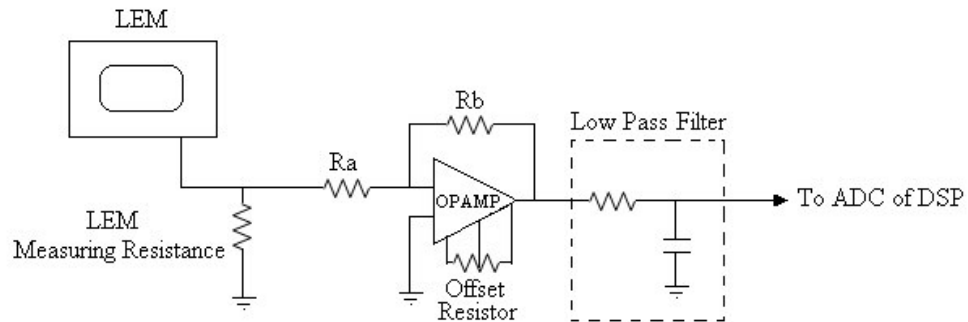 LEM
Rb
Low Pass Filter
Ra
OPAMP
To ADC of DSP
LEM
Measuring Resistance
Offset
Resistor